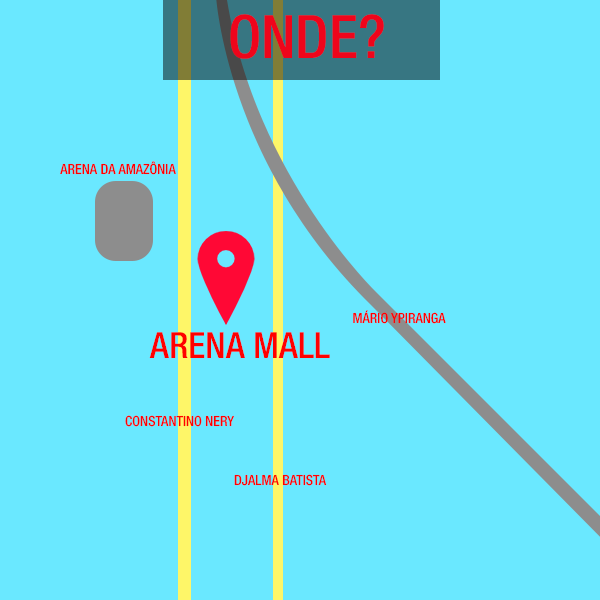 ONDE?
ARENA DA AMAZÔNIA
MÁRIO YPIRANGA
ARENA MALL
CONSTANTINO NERY
DJALMA BATISTA